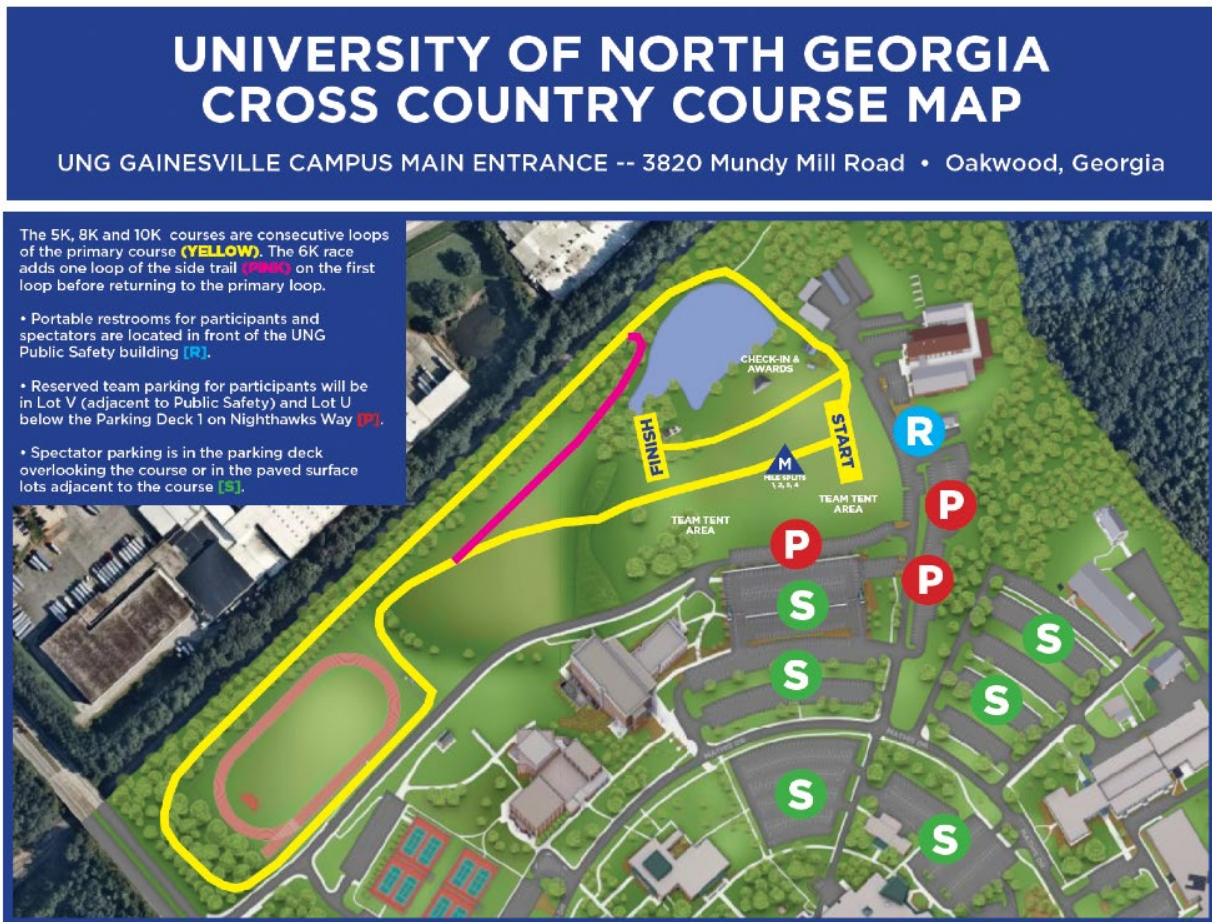 UNIVERSITY OF NORTH GEORGIA
CROSS COUNTRY COURSE MAP
UNG GAINESVILLE CAMPUS MAIN ENTRANCE -- 3820 Mundy Mill Road • Oakwood, Georgia
The 5K, 8K and 10K courses are consecutive loops
of the primary course (YELLOW). The 6K race
adds one loop of the side trail (PINK) on the first
loop before returning to the primary loop.
• Portable restrooms for participants and
spectators are located in front of the UNG
Public Safety building [R].
• Reserved team parking for participants will be
in Lot V (adjacent to Public Safety) and Lot U
below the Parking Deck 1 on Nighthawks Way [P].
• Spectator parking is in the parking deck
overlooking the course or in the paved surface
lots adjacent to the course [S].
CHECK-IN &
AWARDS
FINISH
START
R
M
MILE SPLITS
1, 2, 3, 4
TEAM TENT
AREA
TEAM TENT
AREA
P
P
P
S
S
S
S
MATHIS DR
MATHIS DR
S
S
MATHIS DR